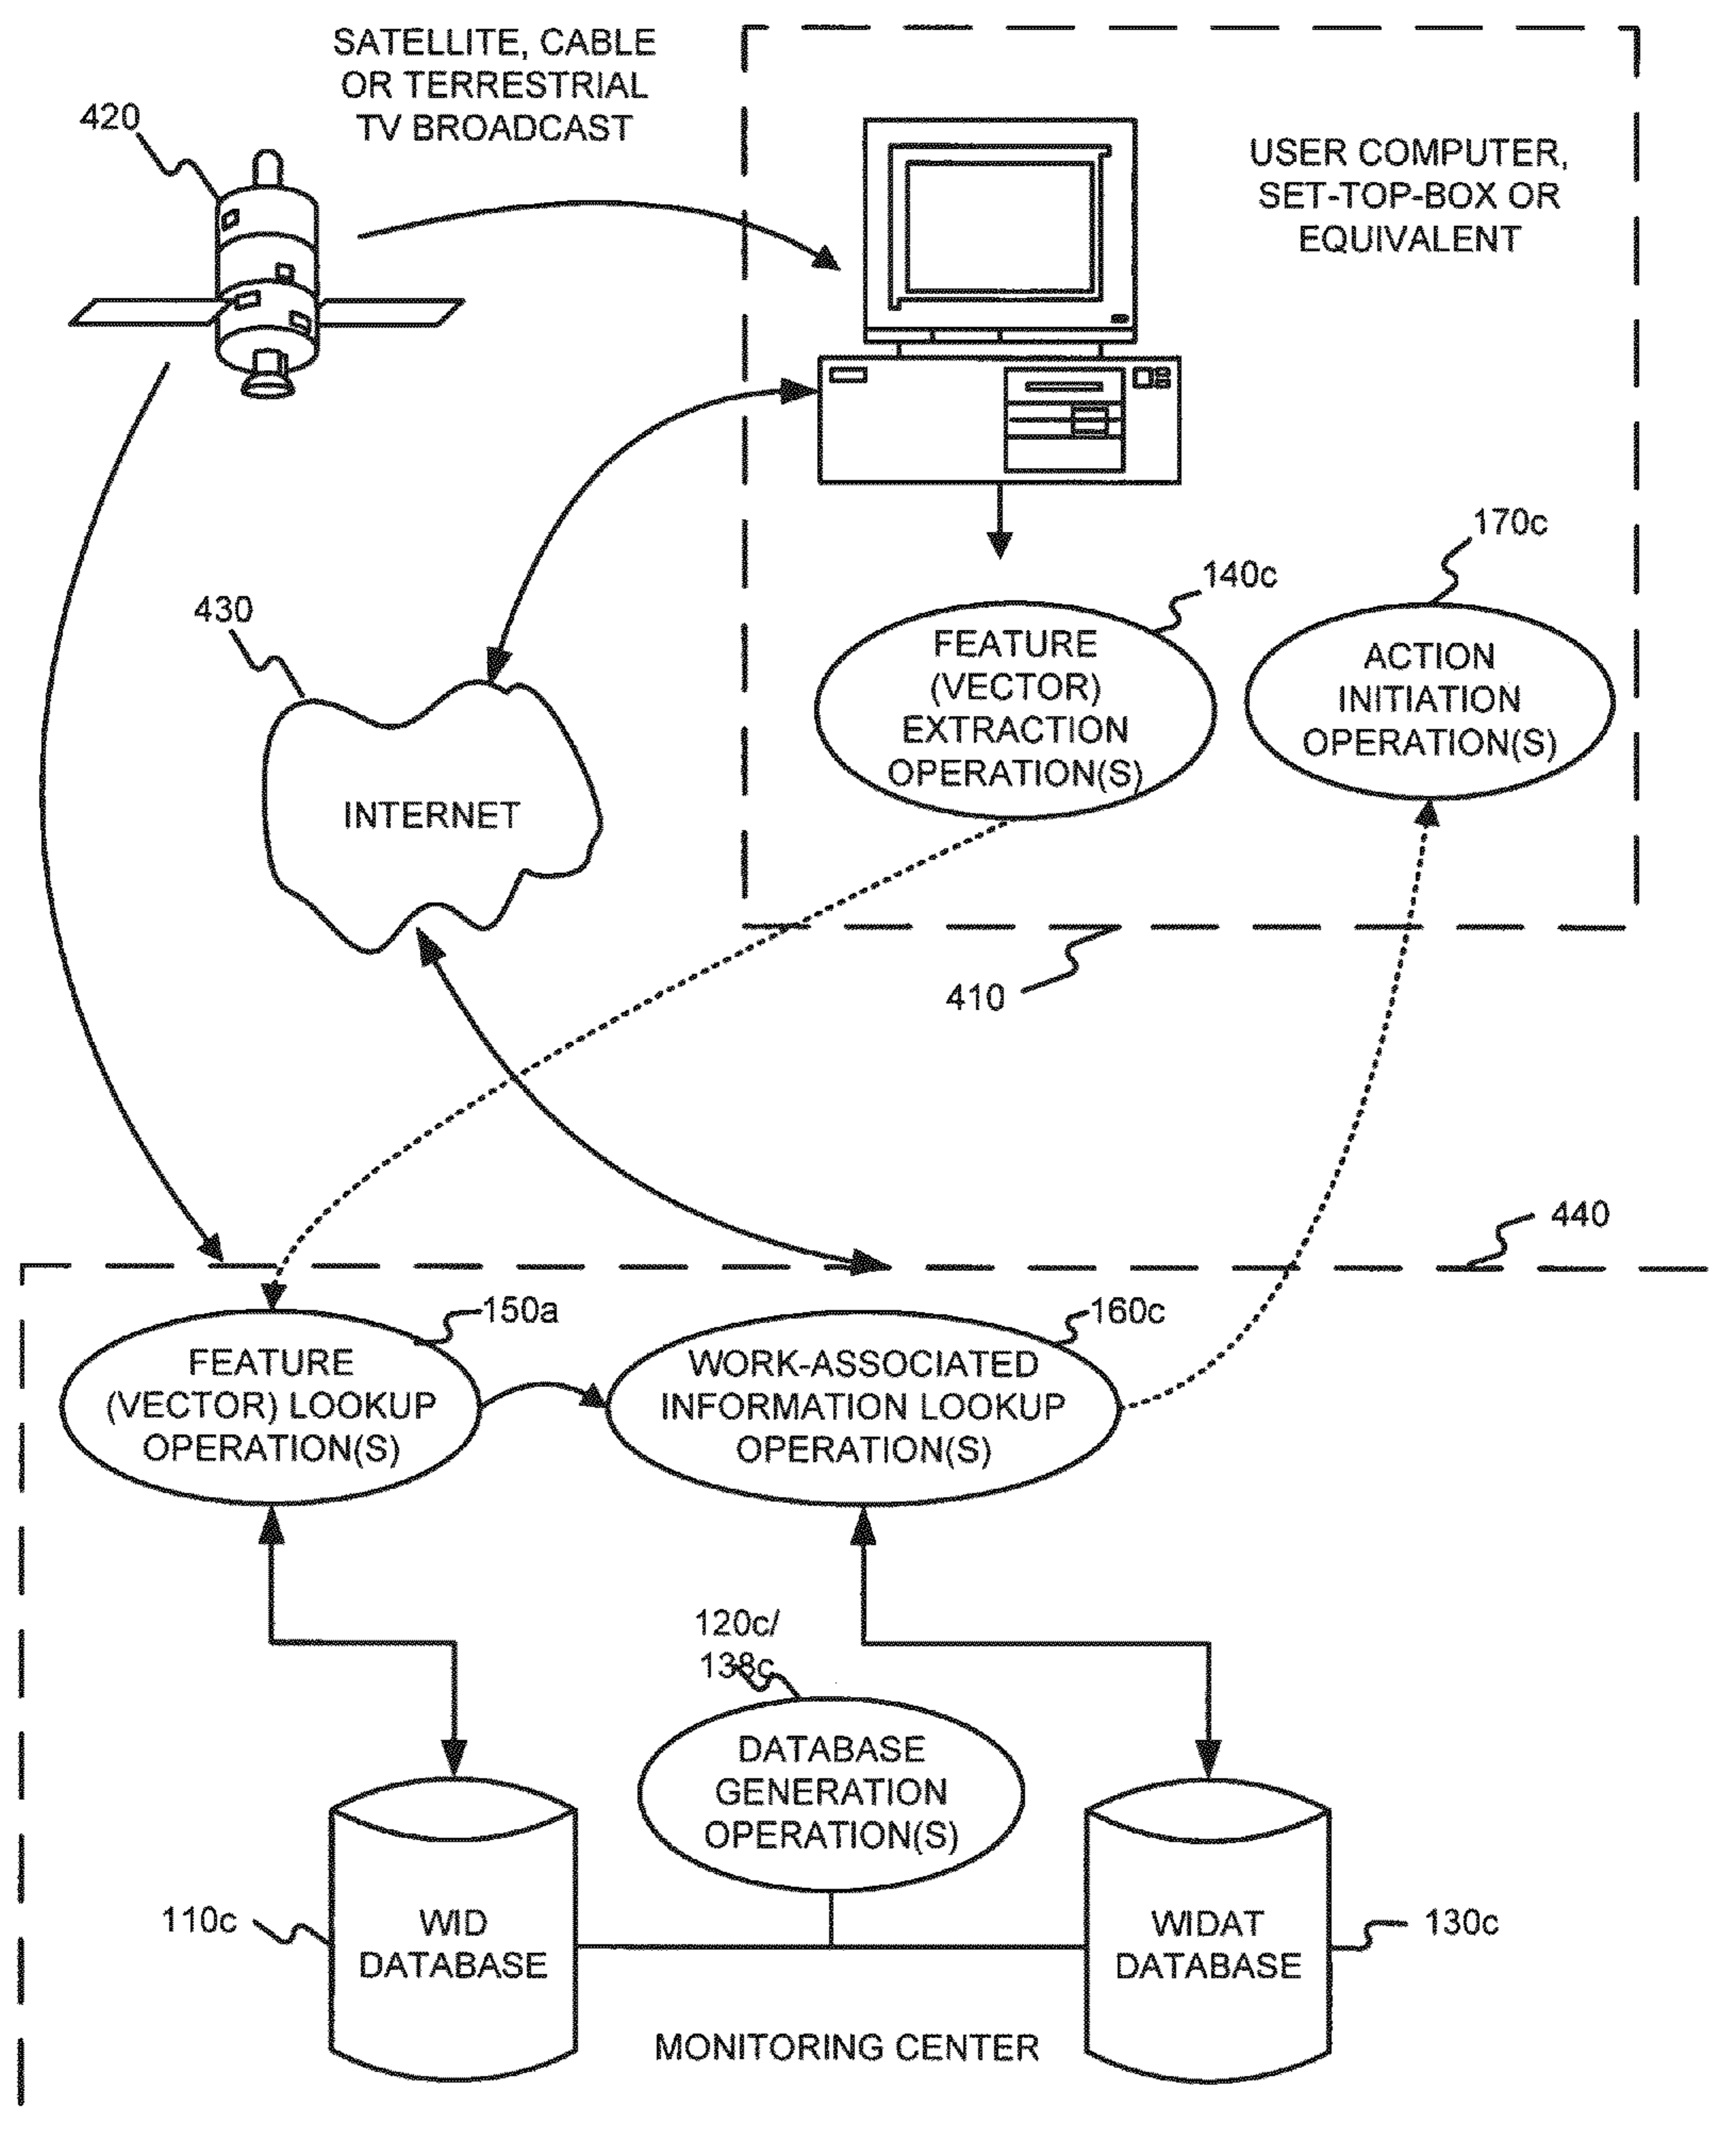 SATELLITE, CABLE
OR TERRESTRIAL
TV BROADCAST
420
USER COMPUTER,
SET-TOP-BOX OR
EQUIVALENT
170c
140c
430
FEATURE
(VECTOR)
EXTRACTION
OPERATION(S)
ACTION
INITIATION
OPERATION(S)
INTERNET
410
440
150a
160c
FEATURE
(VECTOR) LOOKUP
OPERATION(S)
WORK-ASSOCIATED
INFORMATION LOOKUP
OPERATION(S)
120c/
138c
DATABASE
GENERATION
OPERATION(S)
110c
WID
DATABASE
WIDAT
DATABASE
130c
MONITORING CENTER